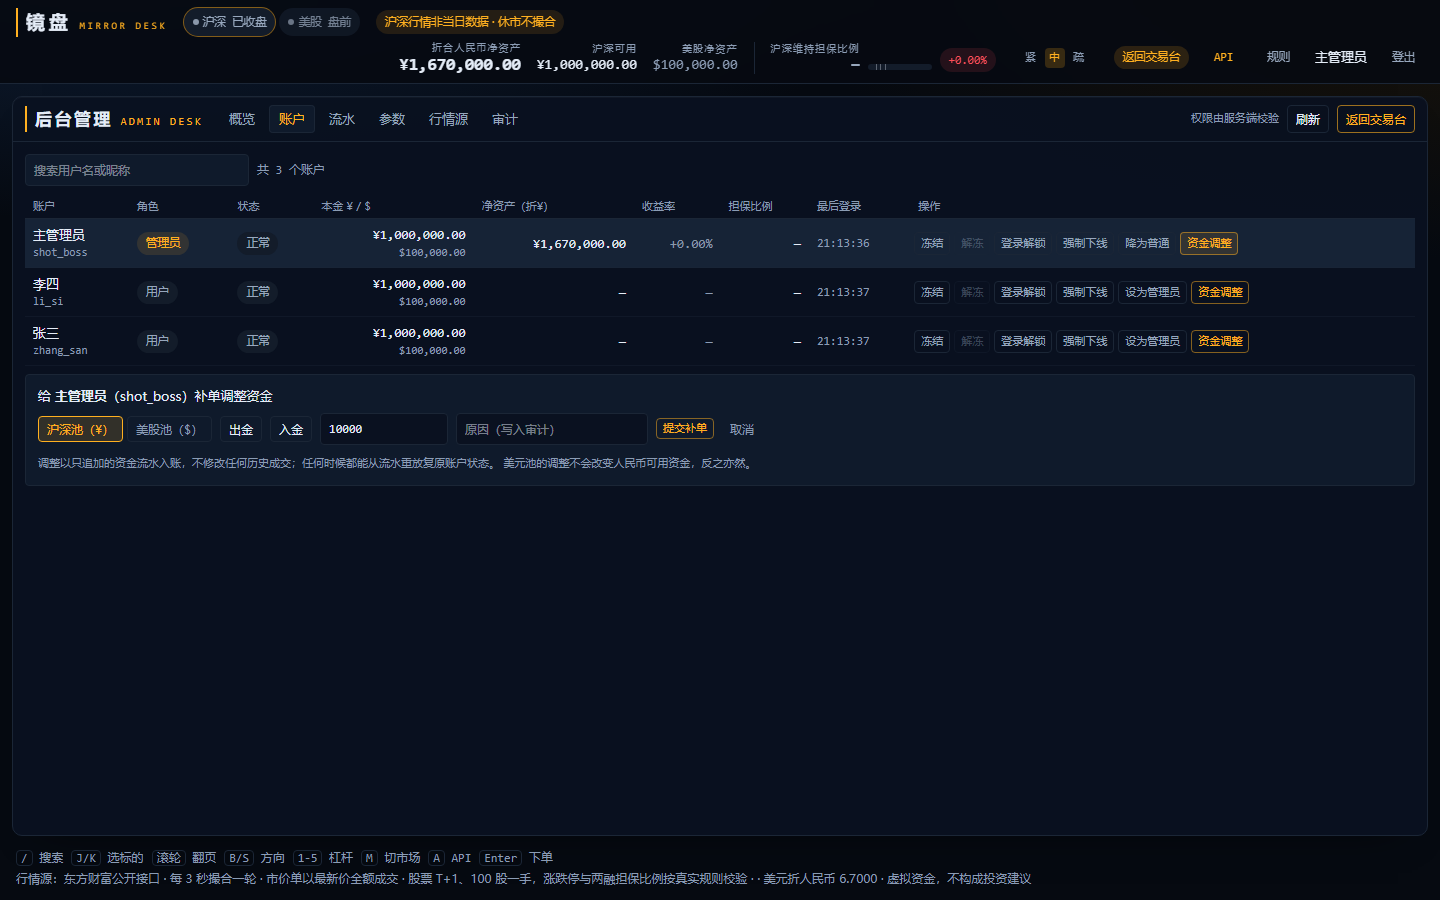 镜盘 MIRROR DESK 沪深 已收盘 美股 盘前 沪深行情非当日数据 · 休市不撮合
折合人民币净资产 沪深可用 美股净资产 沪深维持担保比例
¥1,670,000.00 ¥1,000,000.00 $100,000.00 — +0.00% 紧 中 疏 返回交易台 API 规则 主管理员 登出
后台管理 ADMIN DESK 概览 账户 流水 参数 行情源 审计 权限由服务端校验 刷新 返回交易台
搜索用户名或昵称 共 3 个账户
账户 角色 状态 本金 ¥ / $ 净资产（折¥） 收益率 担保比例 最后登录 操作
主管理员 管理员 正常 ¥1,000,000.00 ¥1,670,000.00 +0.00% — 21:13:36 冻结 解冻 登录解锁 强制下线 降为普通 资金调整
shot_boss $100,000.00
李四 用户 正常 ¥1,000,000.00 — — — 21:13:37 冻结 解冻 登录解锁 强制下线 设为管理员 资金调整
li_si $100,000.00
张三 用户 正常 ¥1,000,000.00 — — — 21:13:37 冻结 解冻 登录解锁 强制下线 设为管理员 资金调整
zhang_san $100,000.00
给 主管理员（shot_boss）补单调整资金
沪深池（¥） 美股池（$） 出金 入金 10000 原因（写入审计） 提交补单 取消
调整以只追加的资金流水入账，不修改任何历史成交；任何时候都能从流水重放复原账户状态。 美元池的调整不会改变人民币可用资金，反之亦然。
/ 搜索 J/K 选标的 滚轮 翻页 B/S 方向 1-5 杠杆 M 切市场 A API Enter 下单
行情源：东方财富公开接口 · 每 3 秒撮合一轮 · 市价单以最新价全额成交 · 股票 T+1、100 股一手，涨跌停与两融担保比例按真实规则校验 · · 美元折人民币 6.7000 · 虚拟资金，不构成投资建议